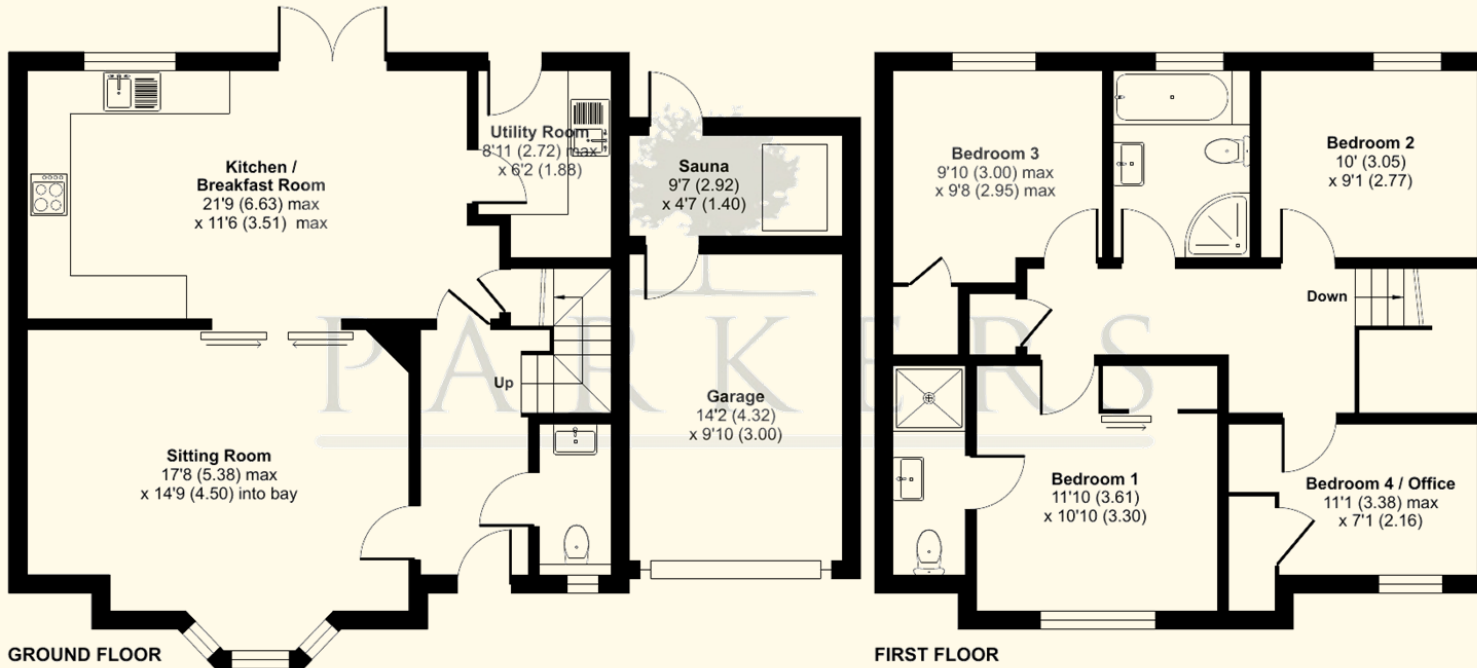 Kitchen /
Breakfast Room
21'9 (6.63) max
x 11'6 (3.51) max
Utility Room
8'11 (2.72) max
x 6'2 (1.88)
Sauna
9'7 (2.92)
x 4'7 (1.40)
Up
Garage
14'2 (4.32)
x 9'10 (3.00)
Sitting Room
17'8 (5.38) max
x 14'9 (4.50) into bay
GROUND FLOOR
Bedroom 3
9'10 (3.00) max
x 9'8 (2.95) max
Bedroom 2
10' (3.05)
x 9'1 (2.77)
Down
Bedroom 1
11'10 (3.61)
x 10'10 (3.30)
Bedroom 4 / Office
11'1 (3.38) max
x 7'1 (2.16)
FIRST FLOOR
PARKERS